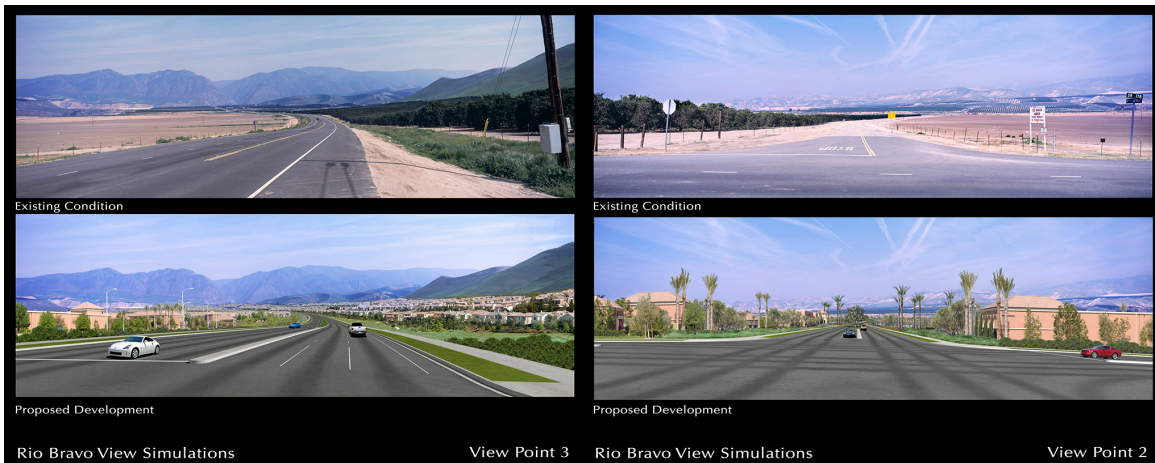 STOP
Existing Condition
Existing Condition
Proposed Development
Proposed Development
Rio Bravo View Simulations
View Point 3
Rio Bravo View Simulations
View Point 2